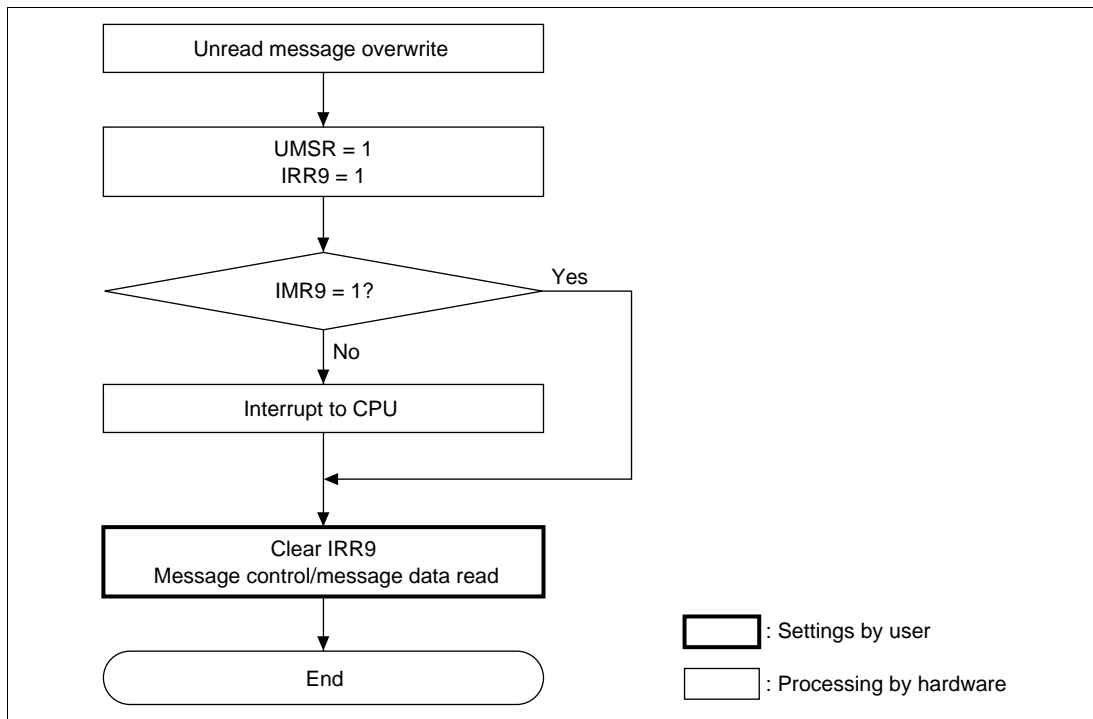 Unread message overwrite
UMSR = 1
IRR9 = 1
IMR9 = 1?
Yes
No
Interrupt to CPU
Clear IRR9
Message control/message data read
End
: Settings by user
: Processing by hardware